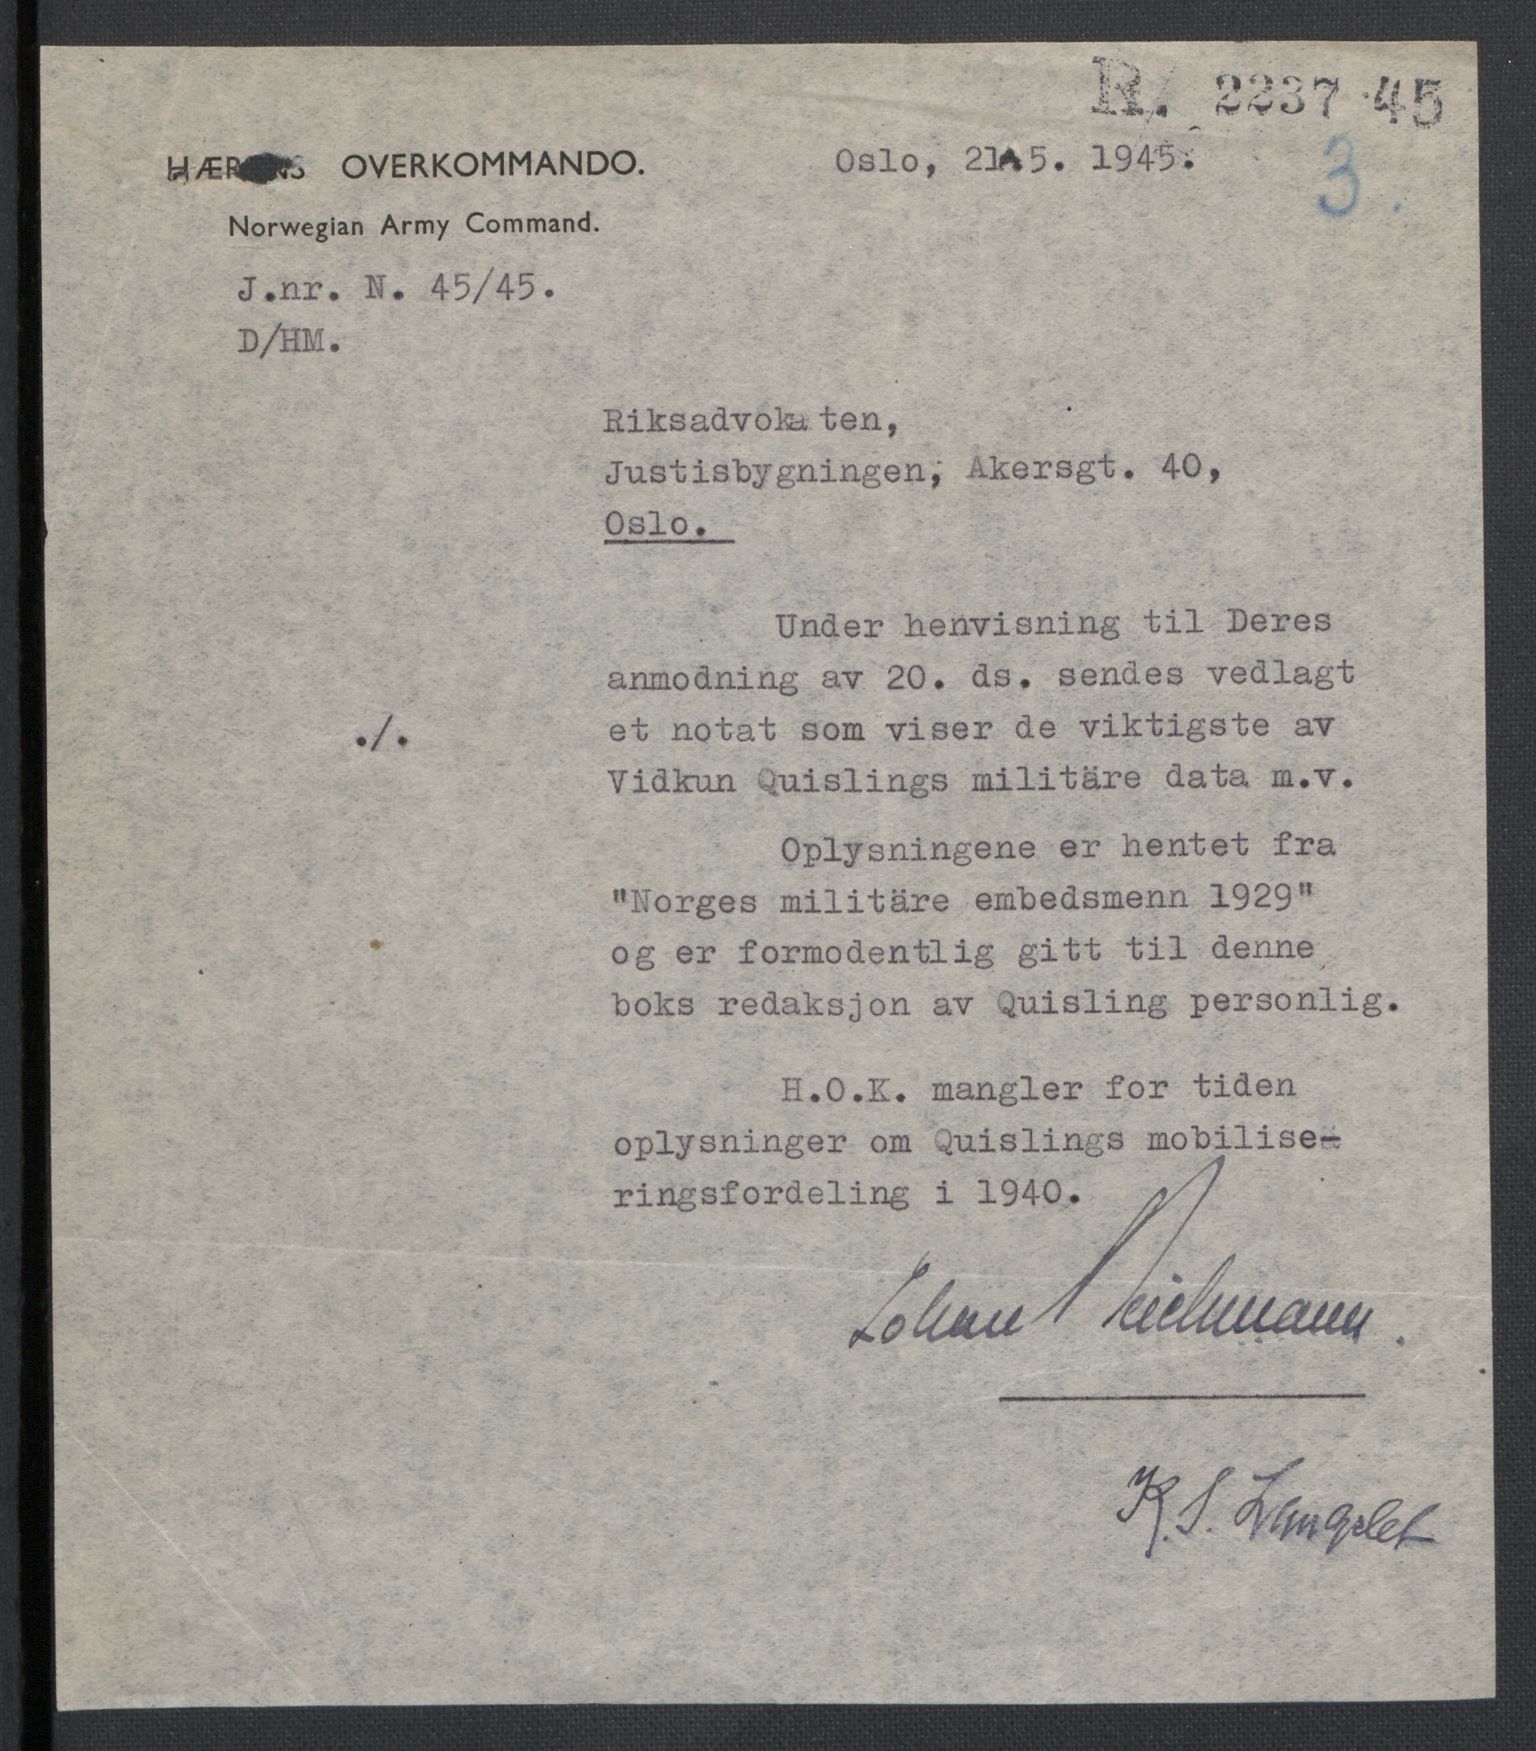 R. 2237 45
HÆRENS OVERKOMMANDO.
Oslo, 21.5. 1945.
3.
Norwegian Army Command.
J.nr. N. 45/45.
D/HM.
Riksadvokaten,
Justisbygningen, Akersgt. 40,
Oslo.
Under henvisning til Deres
anmodning av 20. ds. sendes vedlagt
./. et notat som viser de viktigste av
Vidkun Quislings militäre data m.v.
Oplysningene er hentet fra
"Norges militäre embedsmenn 1929"
og er formodentlig gitt til denne
boks redaksjon av Quisling personlig.
H.O.K. mangler for tiden
oplysninger om Quislings mobilise-
ringsfordeling i 1940.
K. S. Langslet